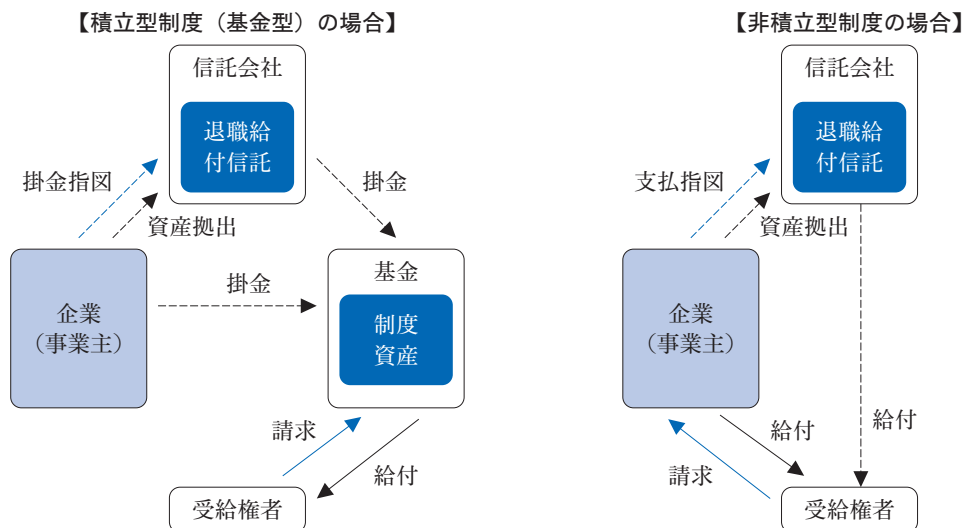 【積立型制度（基金型）の場合】
信託会社
退職給
付信託
掛金指図
資産拠出
掛金
掛金
企業
（事業主）
基金
制度
資産
請求
給付
受給権者
【非積立型制度の場合】
信託会社
退職給
付信託
支払指図
資産拠出
企業
（事業主）
給付
給付
請求
受給権者